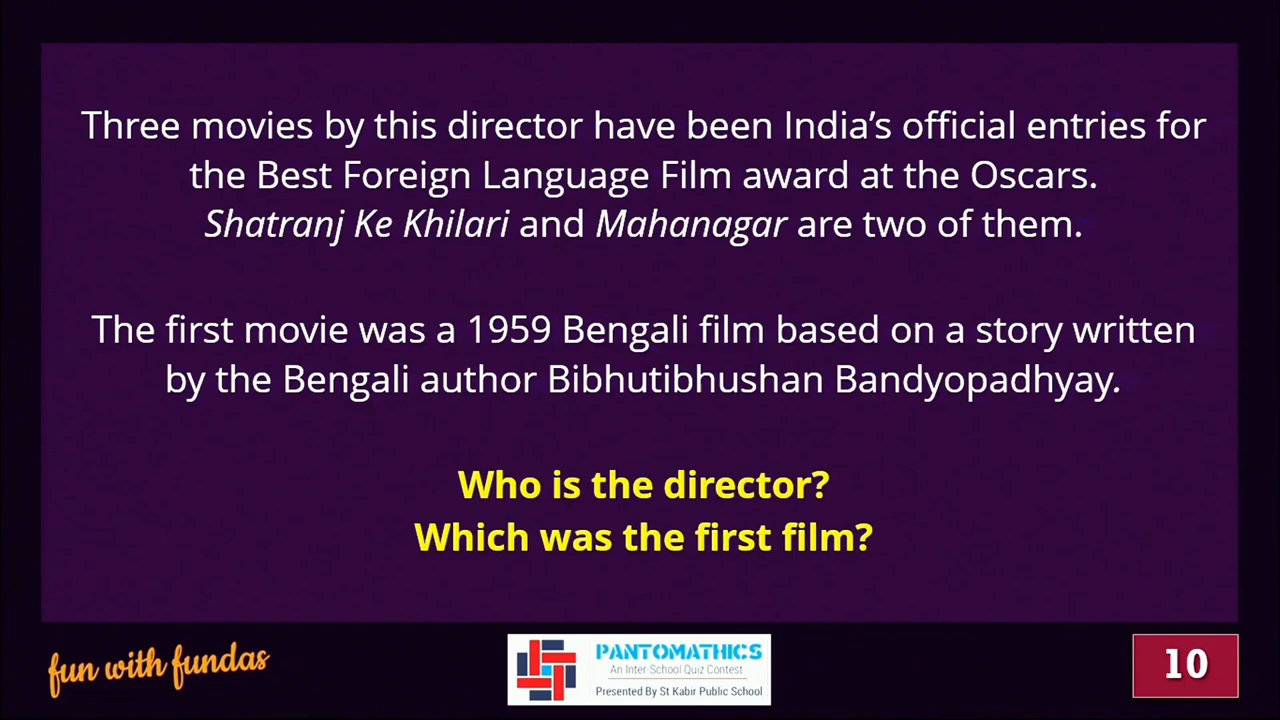 Three movies by this director have been India’s official entries for
the Best Foreign Language Film award at the Oscars.
Shatranj Ke Khilari and Mahanagar are two of them.
The first movie was a 1959 Bengali film based on a story written
by the Bengali author Bibhutibhushan Bandyopadhyay.
Who is the director?
Which was the first film?
fun with fundas
PANTOMATHICS
An Inter-School Quiz Contest
Presented By St Kabir Public School
10